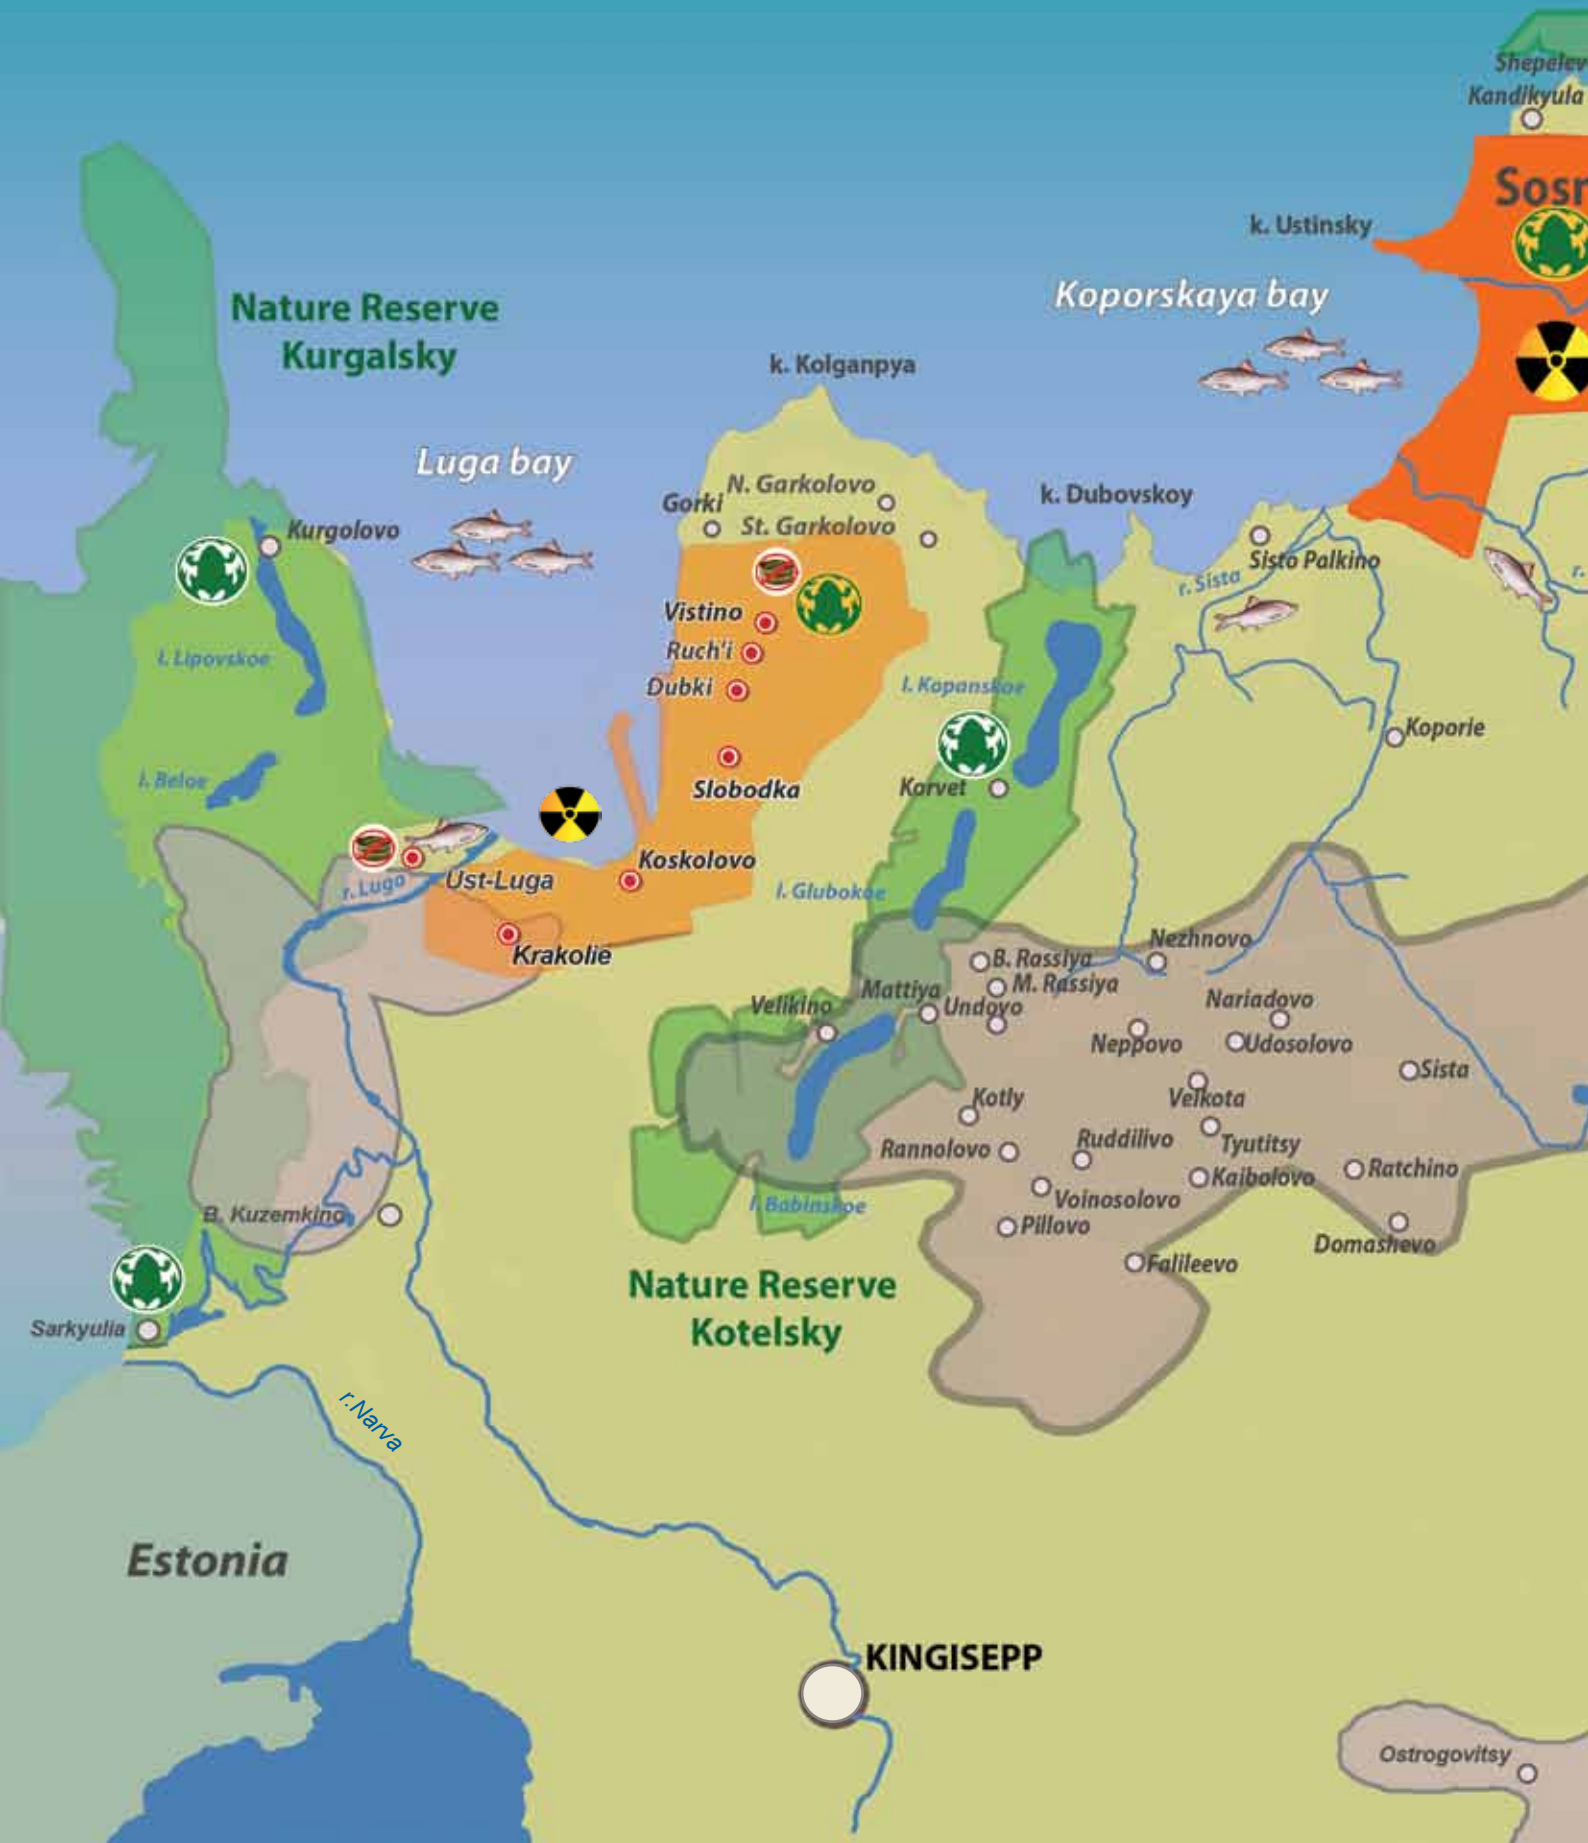 Shepelev
Kandikyula
Sosr
k. Ustinsky
Koporskaya bay
Nature Reserve
Kurgalsky
k. Kolganpya
Luga bay
N. Garkolovo
Gorki
St. Garkolovo
k. Dubovskoy
Kurgolovo
Sisto Palkino
r. Sista
r.
Vistino
Ruch'i
Dubki
l. Lipovskoe
l. Kopanskoe
Koporie
l. Beloe
Slobodka
Korvet
Koskolovo
Ust-Luga
r. Luga
l. Glubokoe
Krakolie
Nezhnovo
B. Rassiya
M. Rassiya
Mattiya
Velikino
Undovo
Nariadovo
Neppovo
Udosolovo
Sista
Velkota
Kotly
Ruddilivo
Tyutitsy
Rannolovo
Ratchino
Kaibolovo
Voinosolovo
l. Babinskoe
Pillovo
B. Kuzemkino
Domashevo
Falileevo
Nature Reserve
Kotelsky
Sarkyulia
r.Narva
Estonia
KINGISEPP
Ostrogovitsy